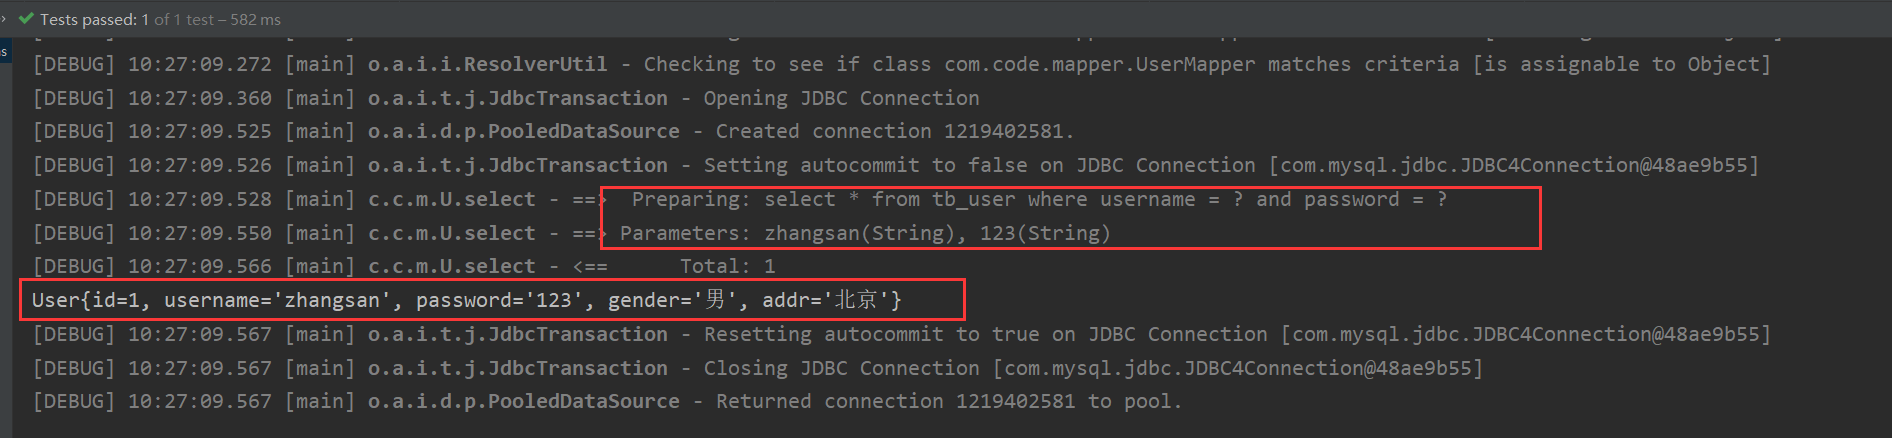 Tests passed: 1 of 1 test – 582 ms
[DEBUG] 10:27:09.272 [main] o.a.i.i.ResolverUtil - Checking to see if class com.code.mapper.UserMapper matches criteria [is assignable to Object]
[DEBUG] 10:27:09.360 [main] o.a.i.t.j.JdbcTransaction - Opening JDBC Connection
[DEBUG] 10:27:09.525 [main] o.a.i.d.p.PooledDataSource - Created connection 1219402581.
[DEBUG] 10:27:09.526 [main] o.a.i.t.j.JdbcTransaction - Setting autocommit to false on JDBC Connection [com.mysql.jdbc.JDBC4Connection@48ae9b55]
[DEBUG] 10:27:09.528 [main] c.c.m.U.select - ==>  Preparing: select * from tb_user where username = ? and password = ?
[DEBUG] 10:27:09.550 [main] c.c.m.U.select - ==> Parameters: zhangsan(String), 123(String)
[DEBUG] 10:27:09.566 [main] c.c.m.U.select - <==      Total: 1
User{id=1, username='zhangsan', password='123', gender='男', addr='北京'}
[DEBUG] 10:27:09.567 [main] o.a.i.t.j.JdbcTransaction - Resetting autocommit to true on JDBC Connection [com.mysql.jdbc.JDBC4Connection@48ae9b55]
[DEBUG] 10:27:09.567 [main] o.a.i.t.j.JdbcTransaction - Closing JDBC Connection [com.mysql.jdbc.JDBC4Connection@48ae9b55]
[DEBUG] 10:27:09.567 [main] o.a.i.d.p.PooledDataSource - Returned connection 1219402581 to pool.